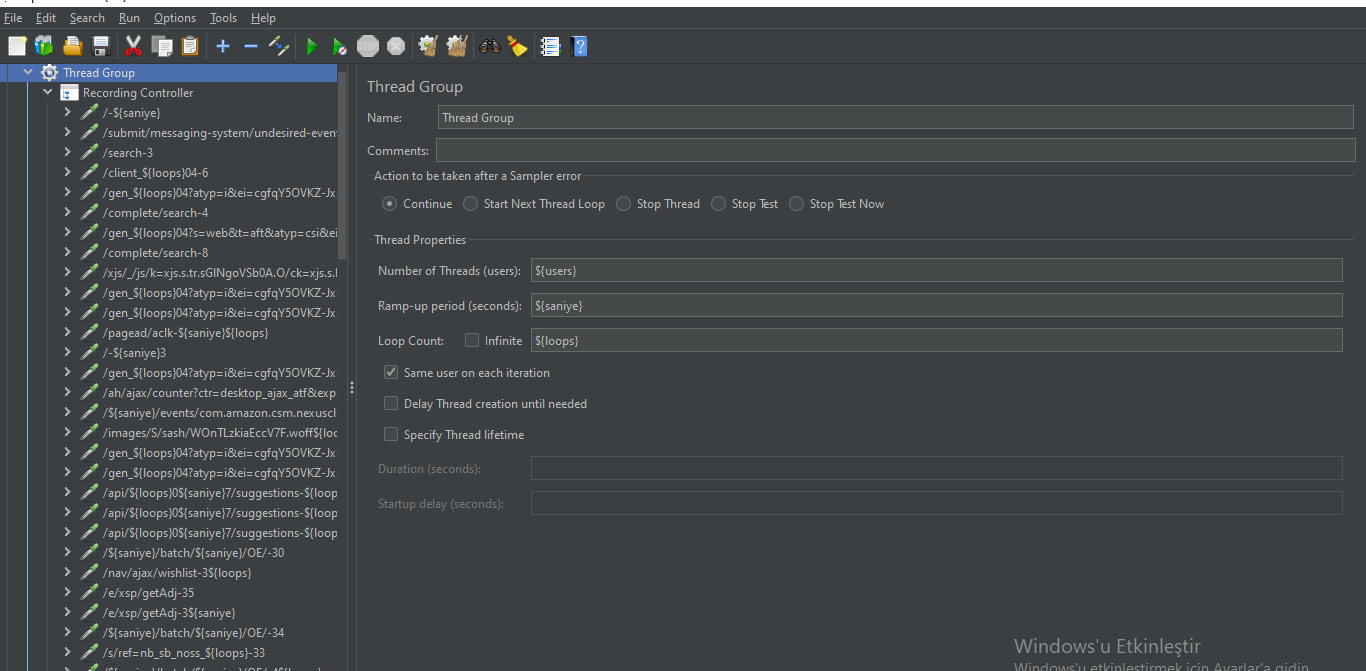 File Edit Search Run Options Tools Help
Thread Group
Recording Controller
/-${saniye}
/submit/messaging-system/undesired-even
/search-3
/client_${loops}04-6
/gen_${loops}04?atyp=i&ei=cgfqY5OVKZ-Jx
/complete/search-4
/gen_${loops}04?s=web&t=aft&atyp=csi&ei
/complete/search-8
/xjs/_/js/k=xjs.s.tr.sGINgoVSb0A.O/ck=xjs.s.
/gen_${loops}04?atyp=i&ei=cgfqY5OVKZ-Jx
/gen_${loops}04?atyp=i&ei=cgfqY5OVKZ-Jx
/pagead/aclk-${saniye}${loops}
/-${saniye}3
/gen_${loops}04?atyp=i&ei=cgfqY5OVKZ-Jx
/ah/ajax/counter?ctr=desktop_ajax_atf&exp
/${saniye}/events/com.amazon.csm.nexuscl
/images/S/sash/WOnTLzkiaEccV7F.woff${loo
/gen_${loops}04?atyp=i&ei=cgfqY5OVKZ-Jx
/gen_${loops}04?atyp=i&ei=cgfqY5OVKZ-Jx
/api/${loops}0${saniye}7/suggestions-${loop
/api/${loops}0${saniye}7/suggestions-${loop
/api/${loops}0${saniye}7/suggestions-${loop
/${saniye}/batch/${saniye}/OE/-30
/nav/ajax/wishlist-3${loops}
/e/xsp/getAdj-35
/e/xsp/getAdj-3${saniye}
/${saniye}/batch/${saniye}/OE/-34
/s/ref=nb_sb_noss_${loops}-33
Thread Group
Name: Thread Group
Comments:
Action to be taken after a Sampler error
Continue Start Next Thread Loop Stop Thread Stop Test Stop Test Now
Thread Properties
Number of Threads (users): ${users}
Ramp-up period (seconds): ${saniye}
Loop Count: Infinite ${loops}
Same user on each iteration
Delay Thread creation until needed
Specify Thread lifetime
Duration (seconds):
Startup delay (seconds):
Windows'u Etkinleştir
Windows'u etkinleştirmek için Ayarlar'a gidin